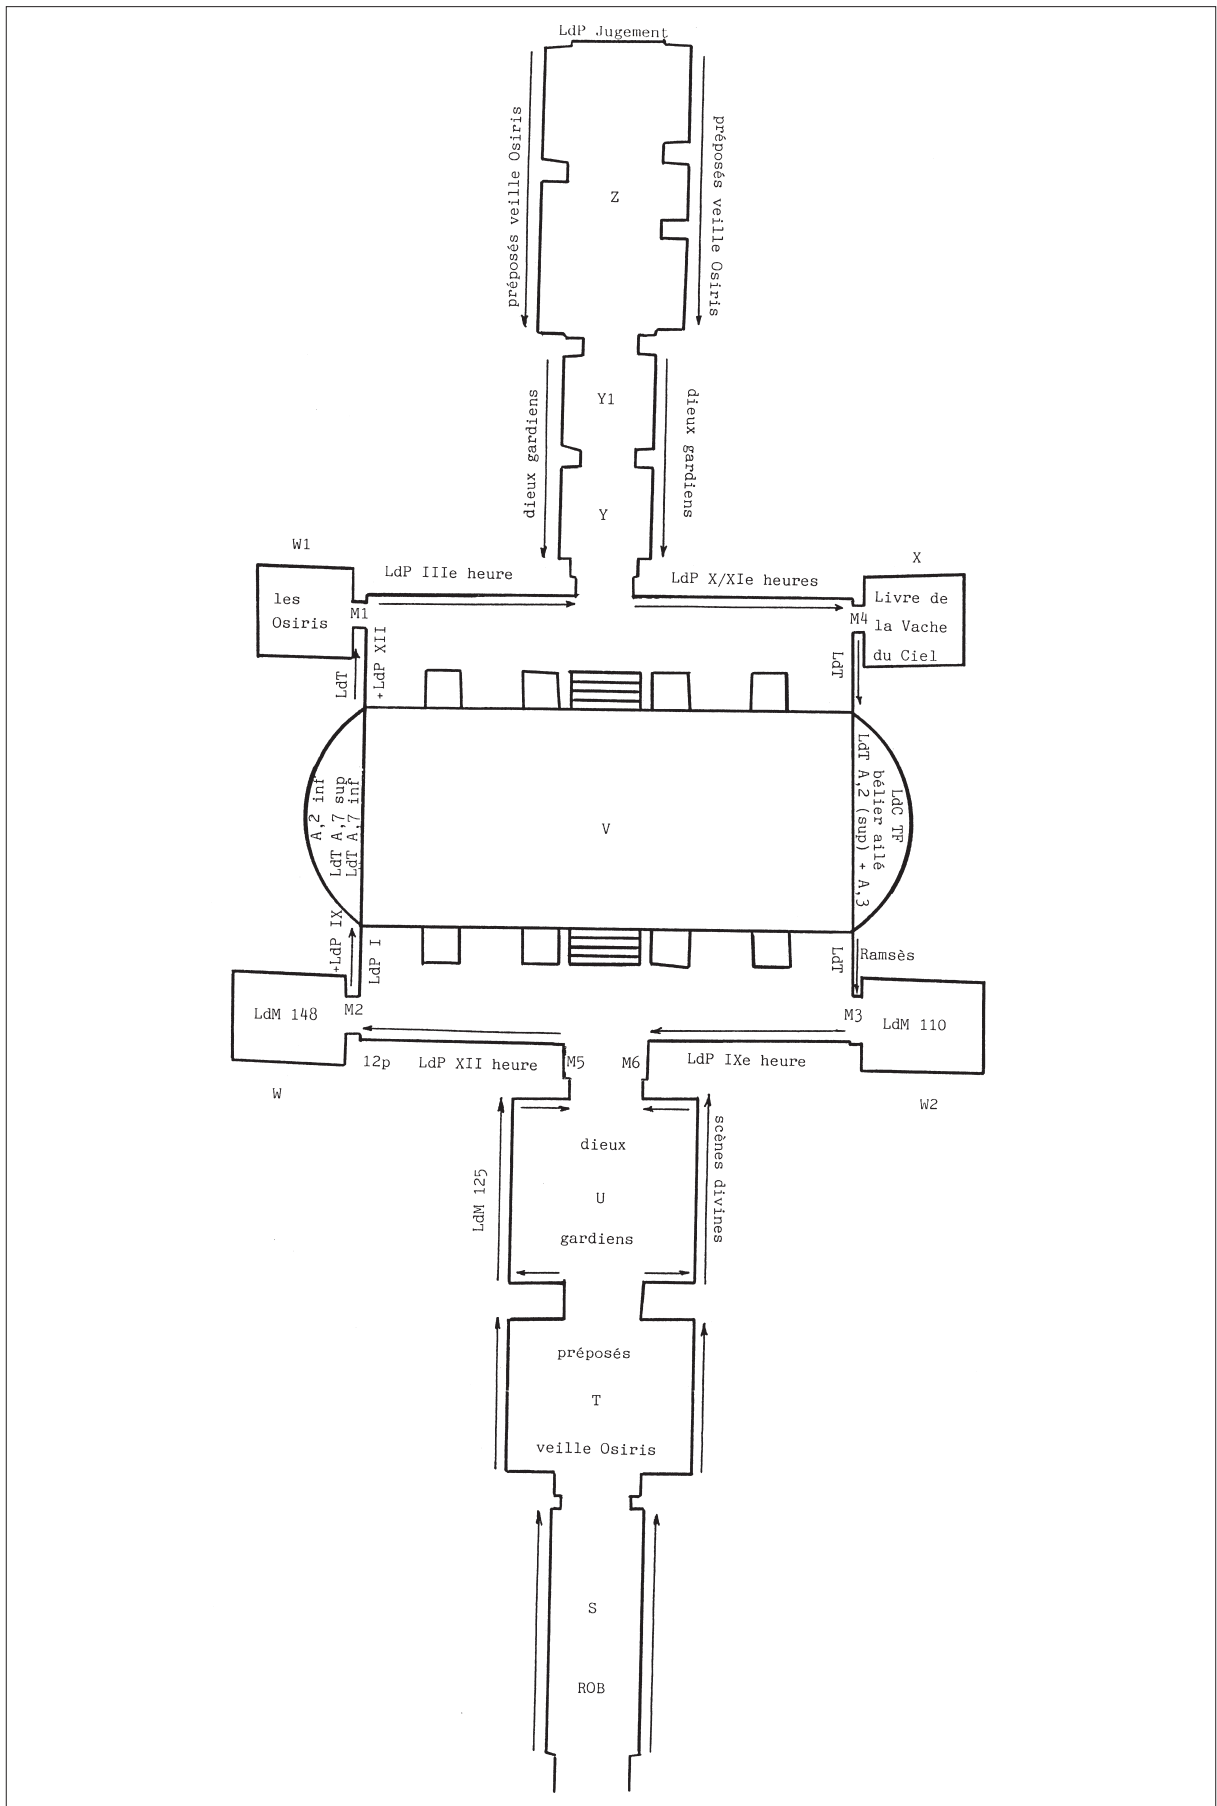 LdP Jugement
préposés veille Osiris
préposés veille Osiris
Z
Y1
dieux gardiens
dieux gardiens
Y
W1
X
LdP IIIe heure
LdP X/XIe heures
les
Osiris
M1
M4
Livre de
la Vache
du Ciel
LdT
+LdP XII
LdT
A,2 inf
LdT A,7 sup
LdT A,7 inf
V
LdC TF
bélier ailé
LdT A,2 (sup) + A,3
+LdP IX
LdP I
LdT
Ramsès
LdM 148
M2
M3
LdM 110
12p
LdP XII heure
M5
M6
LdP IXe heure
W
W2
dieux
U
gardiens
LdM 125
scènes divines
préposés
T
veille Osiris
S
ROB